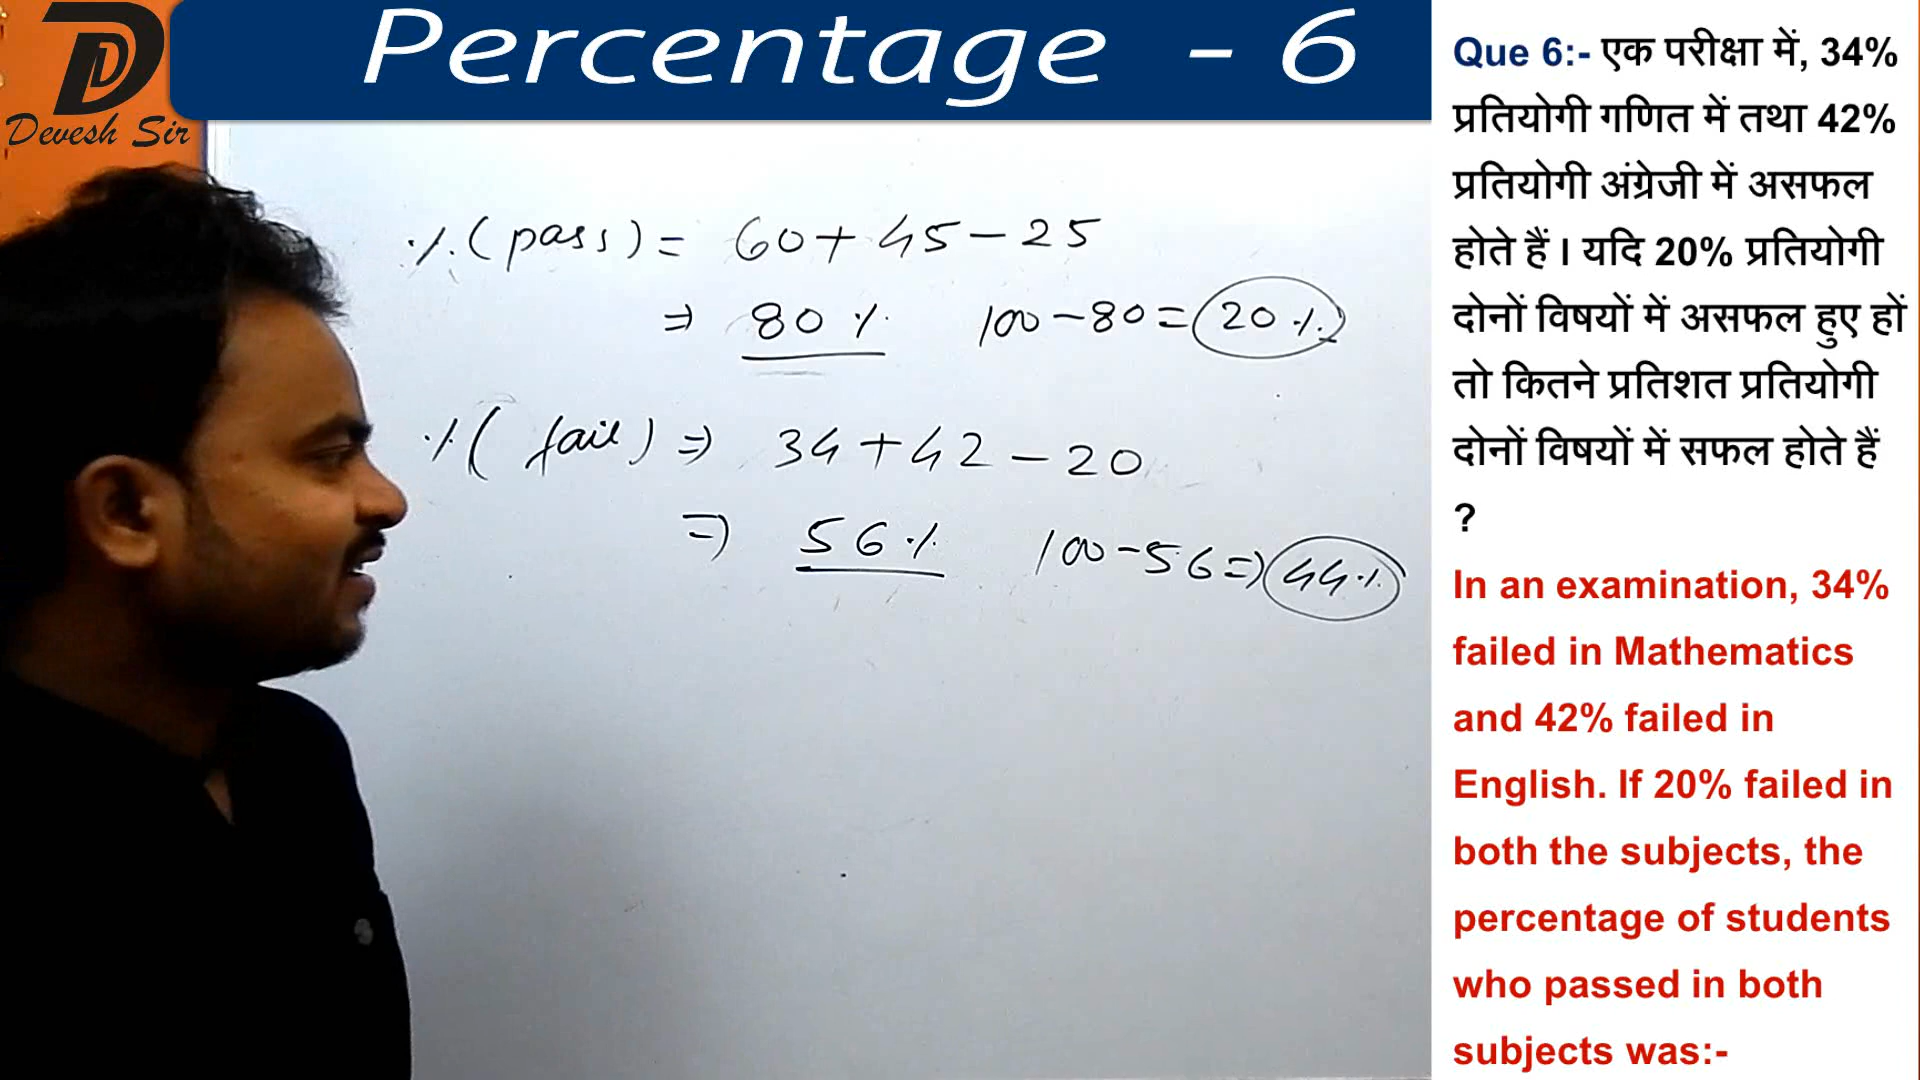 D
Devesh Sir
Percentage - 6
Que 6:- एक परीक्षा में, 34%
प्रतियोगी गणित में तथा 42%
प्रतियोगी अंग्रेजी में असफल
होते हैं । यदि 20% प्रतियोगी
दोनों विषयों में असफल हुए हों
तो कितने प्रतिशत प्रतियोगी
दोनों विषयों में सफल होते हैं
?
In an examination, 34%
failed in Mathematics
and 42% failed in
English. If 20% failed in
both the subjects, the
percentage of students
who passed in both
subjects was:-
% (pass) = 60 + 45 - 25
⇒ 80 % 100 - 80 = 20 %
% ( fail ) ⇒ 34 + 42 - 20
⇒ 56 % 100 - 56 ⇒ 44 %